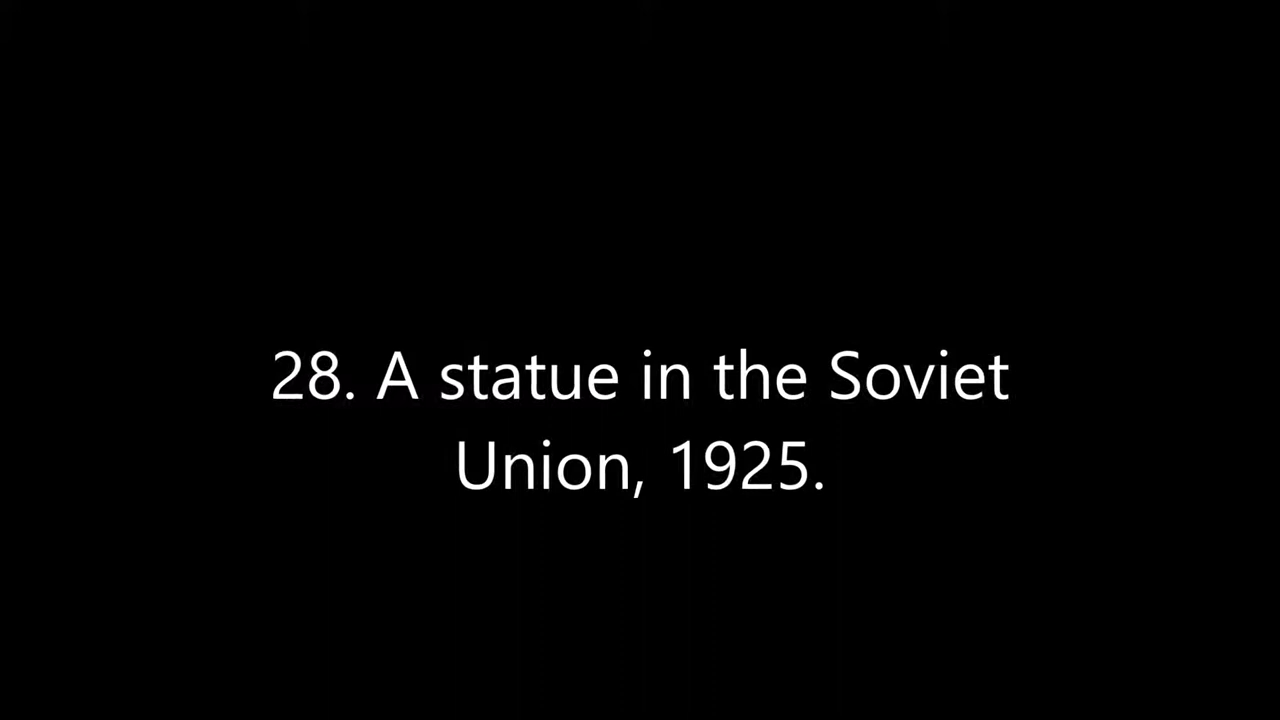 28. A statue in the Soviet
Union, 1925.